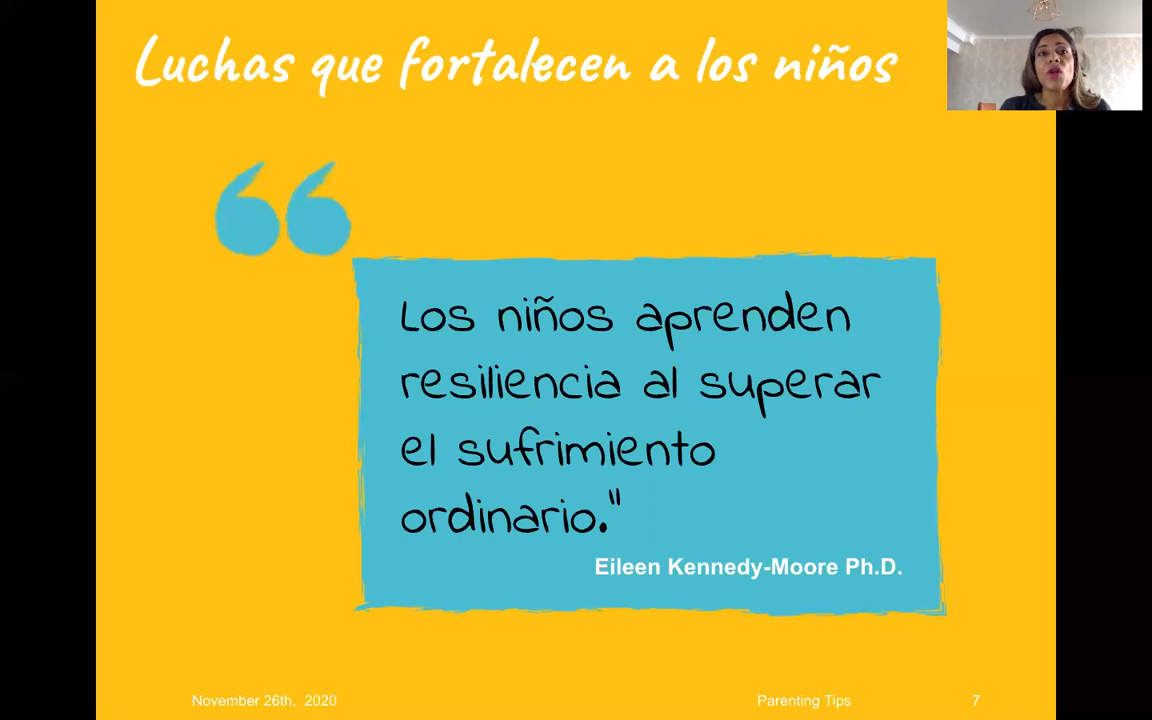 Luchas que fortalecen a los niños
Los niños aprenden
resiliencia al superar
el sufrimiento
ordinario."
Eileen Kennedy-Moore Ph.D.
November 26th, 2020
Parenting Tips
7